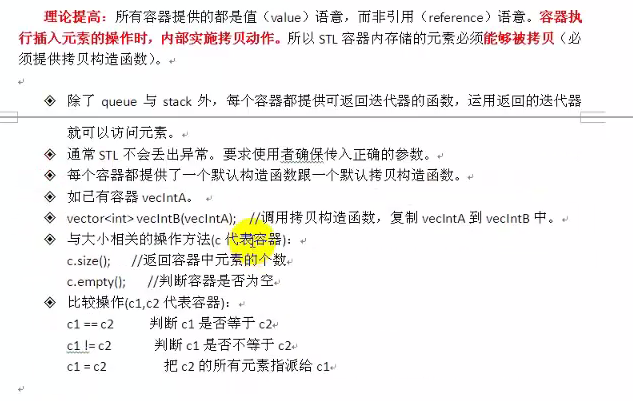 理论提高：所有容器提供的都是值（value）语意，而非引用（reference）语意。容器执
行插入元素的操作时，内部实施拷贝动作。所以 STL 容器内存储的元素必须能够被拷贝（必
须提供拷贝构造函数）。
◈ 除了 queue 与 stack 外，每个容器都提供可返回迭代器的函数，运用返回的迭代器
就可以访问元素。
◈ 通常 STL 不会丢出异常。要求使用者确保传入正确的参数。
◈ 每个容器都提供了一个默认构造函数跟一个默认拷贝构造函数。
◈ 如已有容器 vecIntA。
◈ vector<int> vecIntB(vecIntA); //调用拷贝构造函数，复制 vecIntA 到 vecIntB 中。
◈ 与大小相关的操作方法(c 代表容器)：
c.size(); //返回容器中元素的个数
c.empty(); //判断容器是否为空
◈ 比较操作(c1,c2 代表容器)：
c1 == c2 判断 c1 是否等于 c2
c1 != c2 判断 c1 是否不等于 c2
c1 = c2 把 c2 的所有元素指派给 c1